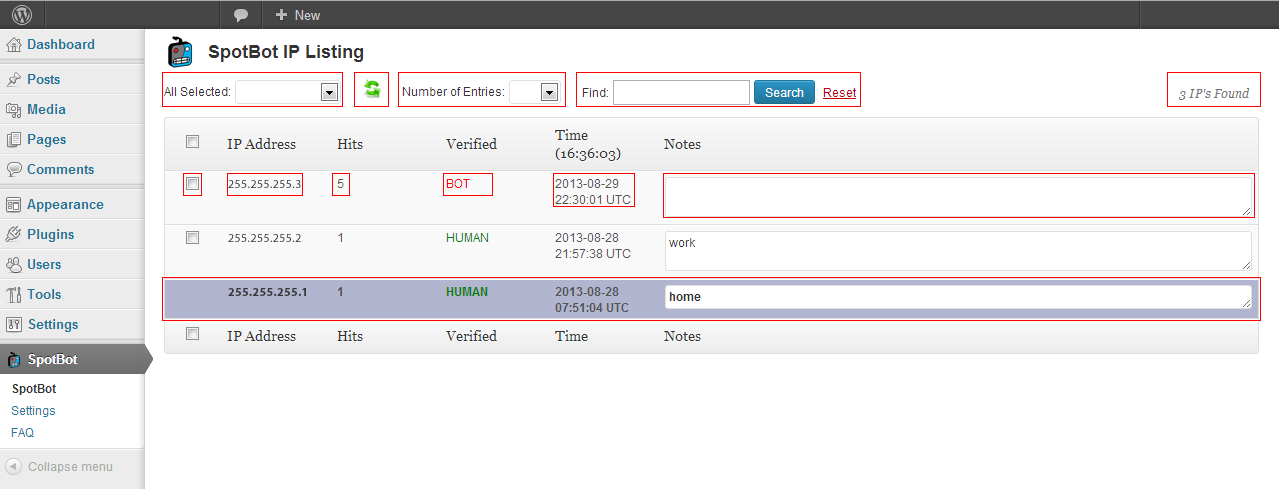 New
Dashboard
Posts
Media
Pages
Comments
Appearance
Plugins
Users
Tools
Settings
SpotBot
SpotBot
Settings
FAQ
Collapse menu
SpotBot IP Listing
All Selected:
Number of Entries:
Find:
Search
Reset
3 IP's Found
IP Address Hits Verified Time (16:36:03) Notes
255.255.255.3 5 BOT 2013-08-29 22:30:01 UTC
255.255.255.2 1 HUMAN 2013-08-28 21:57:38 UTC work
255.255.255.1 1 HUMAN 2013-08-28 07:51:04 UTC home
IP Address Hits Verified Time Notes